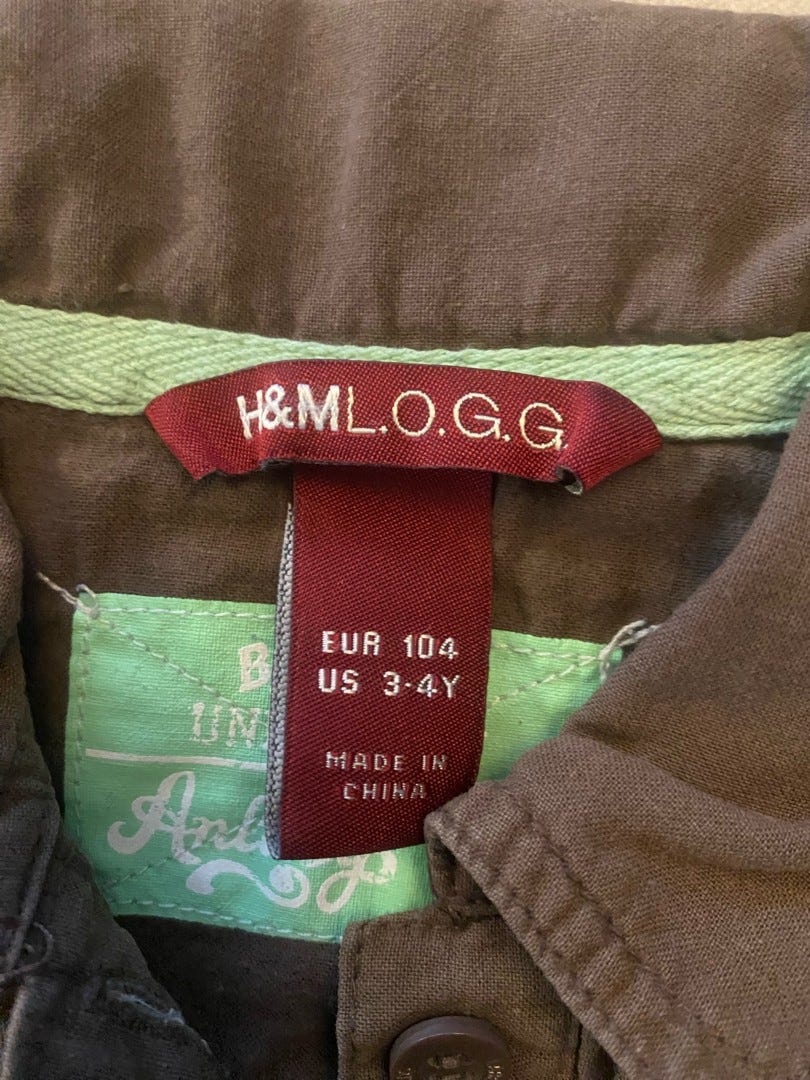 H&M L.O.G.G.
EUR 104
US 3-4Y
MADE IN
CHINA